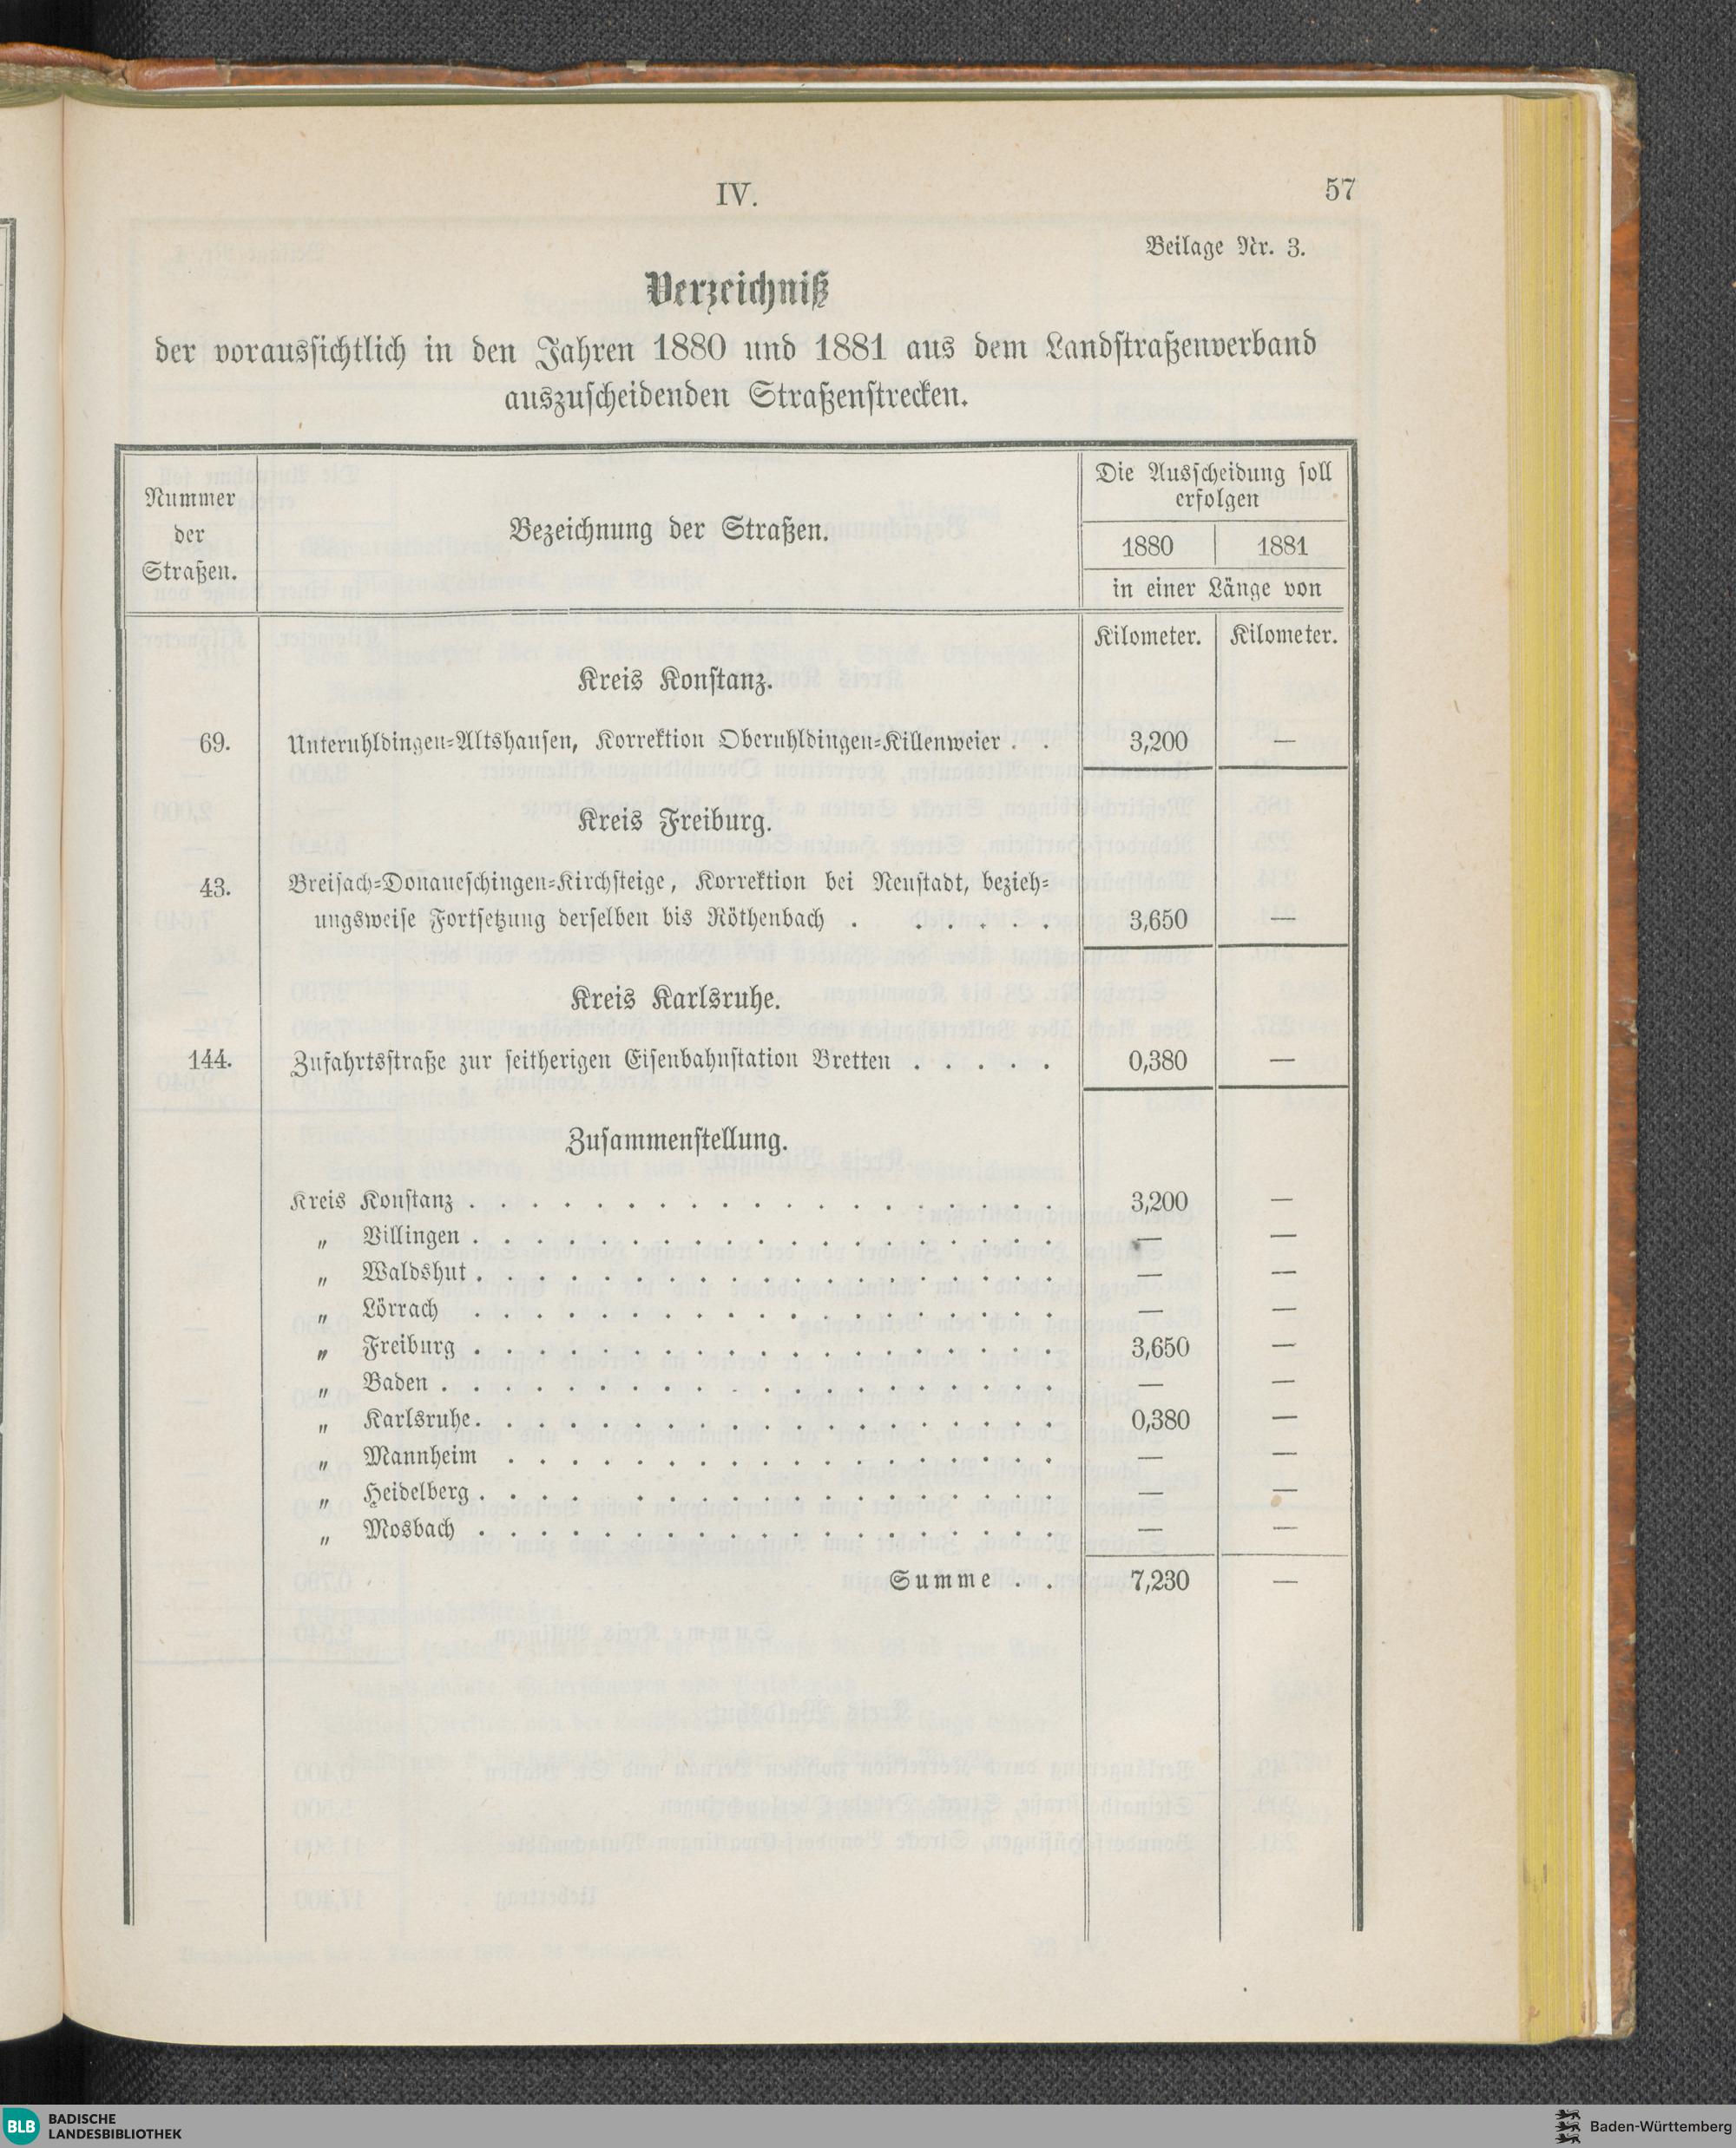 IV.
57
Beilage Nr. 3.
Verzeichniß
der voraussichtlich in den Jahren 1880 und 1881 aus dem Landstraßenverband
auszuscheidenden Straßenstrecken.
Nummer
der
Straßen.
Bezeichnung der Straßen.
Die Ausscheidung soll
erfolgen
1880 1881
in einer Länge von
Kilometer. Kilometer.
Kreis Konstanz.
69. Unteruhldingen-Altshausen, Korrektion Oberuhldingen-Killenweier . . 3,200 —
Kreis Freiburg.
43. Breisach-Donaueschingen-Kirchsteige, Korrektion bei Neustadt, bezieh-
ungsweise Fortsetzung derselben bis Röthenbach . . . . . . 3,650 —
Kreis Karlsruhe.
144. Zufahrtsstraße zur seitherigen Eisenbahnstation Bretten . . . . . 0,380 —
Zusammenstellung.
Kreis Konstanz . . . . . . . . . . . . . . . . . . . 3,200 —
„ Villingen . . . . . . . . . . . . . . . . . . . — —
„ Waldshut . . . . . . . . . . . . . . . . . . . — —
„ Lörrach . . . . . . . . . . . . . . . . . . . — —
„ Freiburg . . . . . . . . . . . . . . . . . . . 3,650 —
„ Baden . . . . . . . . . . . . . . . . . . . . — —
„ Karlsruhe . . . . . . . . . . . . . . . . . . . 0,380 —
„ Mannheim . . . . . . . . . . . . . . . . . . — —
„ Heidelberg . . . . . . . . . . . . . . . . . . — —
„ Mosbach . . . . . . . . . . . . . . . . . . . — —
Summe . . 7,230 —
BLB BADISCHE
LANDESBIBLIOTHEK
Baden-Württemberg